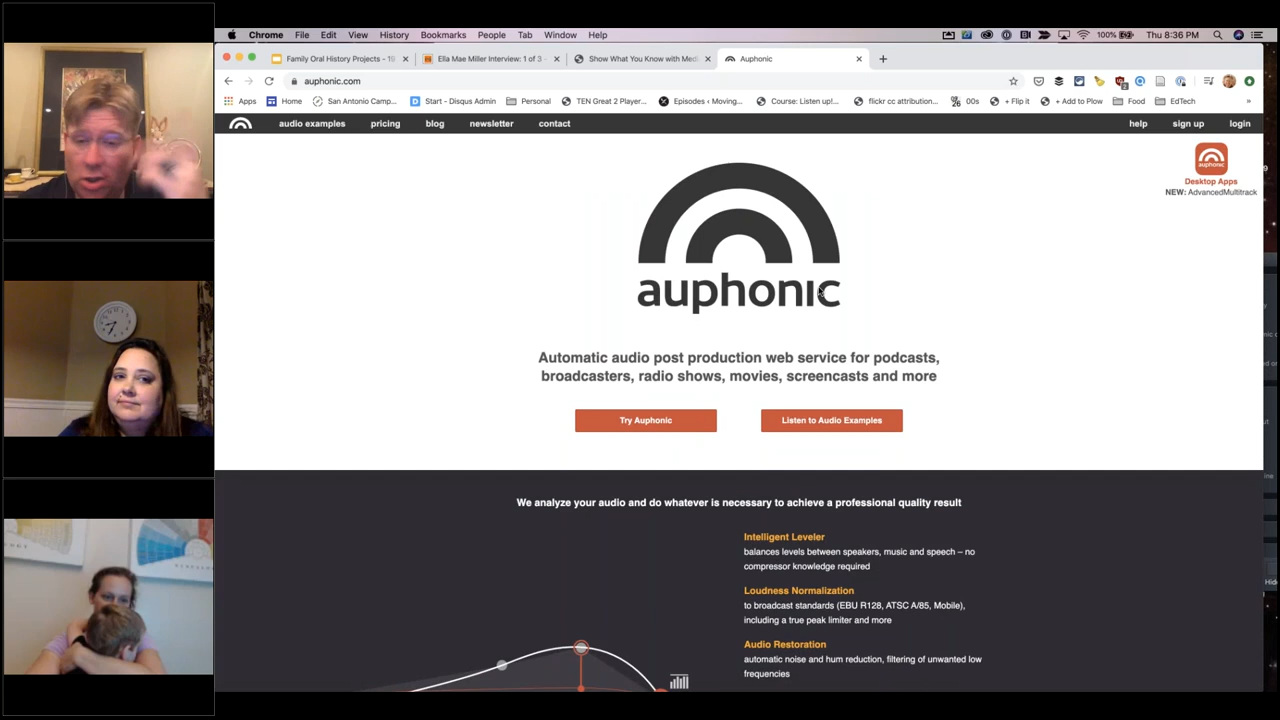 Chrome File Edit View History Bookmarks People Tab Window Help 100% Thu 8:36 PM
Family Oral History Projects - 19 Ella Mae Miller Interview: 1 of 3 - Show What You Know with Med Auphonic
auphonic.com
Apps Home San Antonio Camp... Start - Disqus Admin Personal TEN Great 2 Player... Episodes ‹ Moving... Course: Listen up!... flickr cc attribution... 00s + Flip it + Add to Plow Food EdTech »
audio examples pricing blog newsletter contact help sign up login
auphonic
Desktop Apps
NEW: AdvancedMultitrack
auphonic
Automatic audio post production web service for podcasts,
broadcasters, radio shows, movies, screencasts and more
Try Auphonic Listen to Audio Examples
We analyze your audio and do whatever is necessary to achieve a professional quality result
Intelligent Leveler
balances levels between speakers, music and speech – no
compressor knowledge required
Loudness Normalization
to broadcast standards (EBU R128, ATSC A/85, Mobile),
including a true peak limiter and more
Audio Restoration
automatic noise and hum reduction, filtering of unwanted low
frequencies